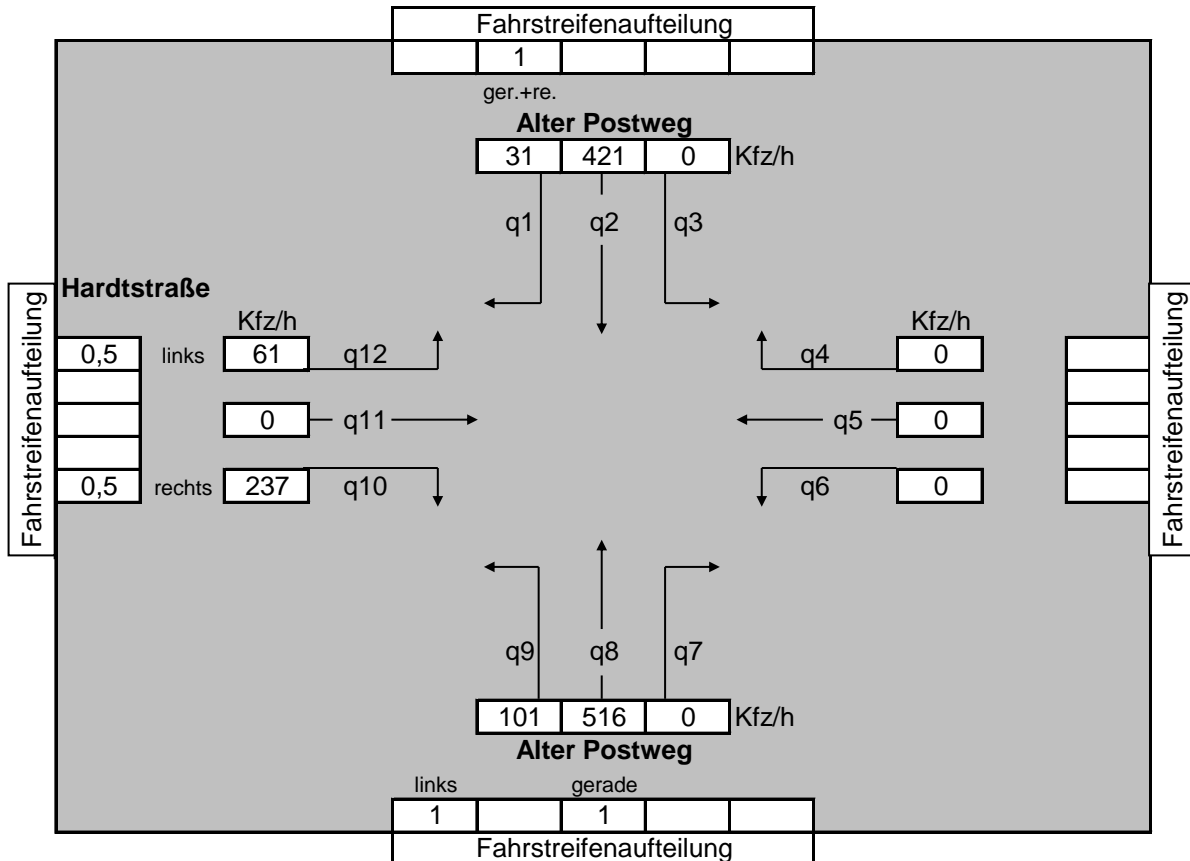 Fahrstreifenaufteilung
1
ger.+re.
Alter Postweg
31 421 0 Kfz/h
q1 q2 q3
Hardtstraße
Fahrstreifenaufteilung
Fahrstreifenaufteilung
Kfz/h Kfz/h
0,5 links 61 q12 q4 0
0 q11 q5 0
0,5 rechts 237 q10 q6 0
q9 q8 q7
101 516 0 Kfz/h
Alter Postweg
links gerade
1 1
Fahrstreifenaufteilung